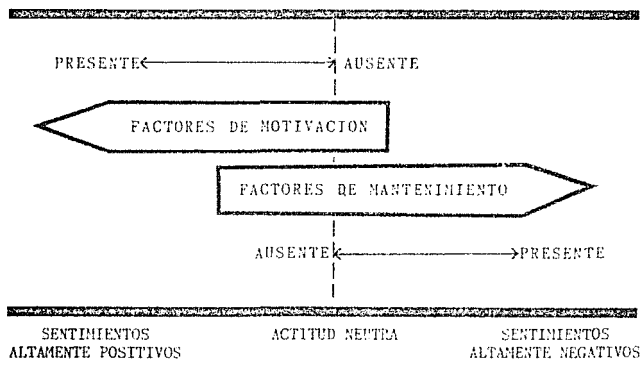 PRESENTE AUSENTE
FACTORES DE MOTIVACION
FACTORES DE MANTENIMIENTO
AUSENTE PRESENTE
SENTIMIENTOS ACTITUD NEUTRA SENTIMIENTOS
ALTAMENTE POSITIVOS ALTAMENTE NEGATIVOS